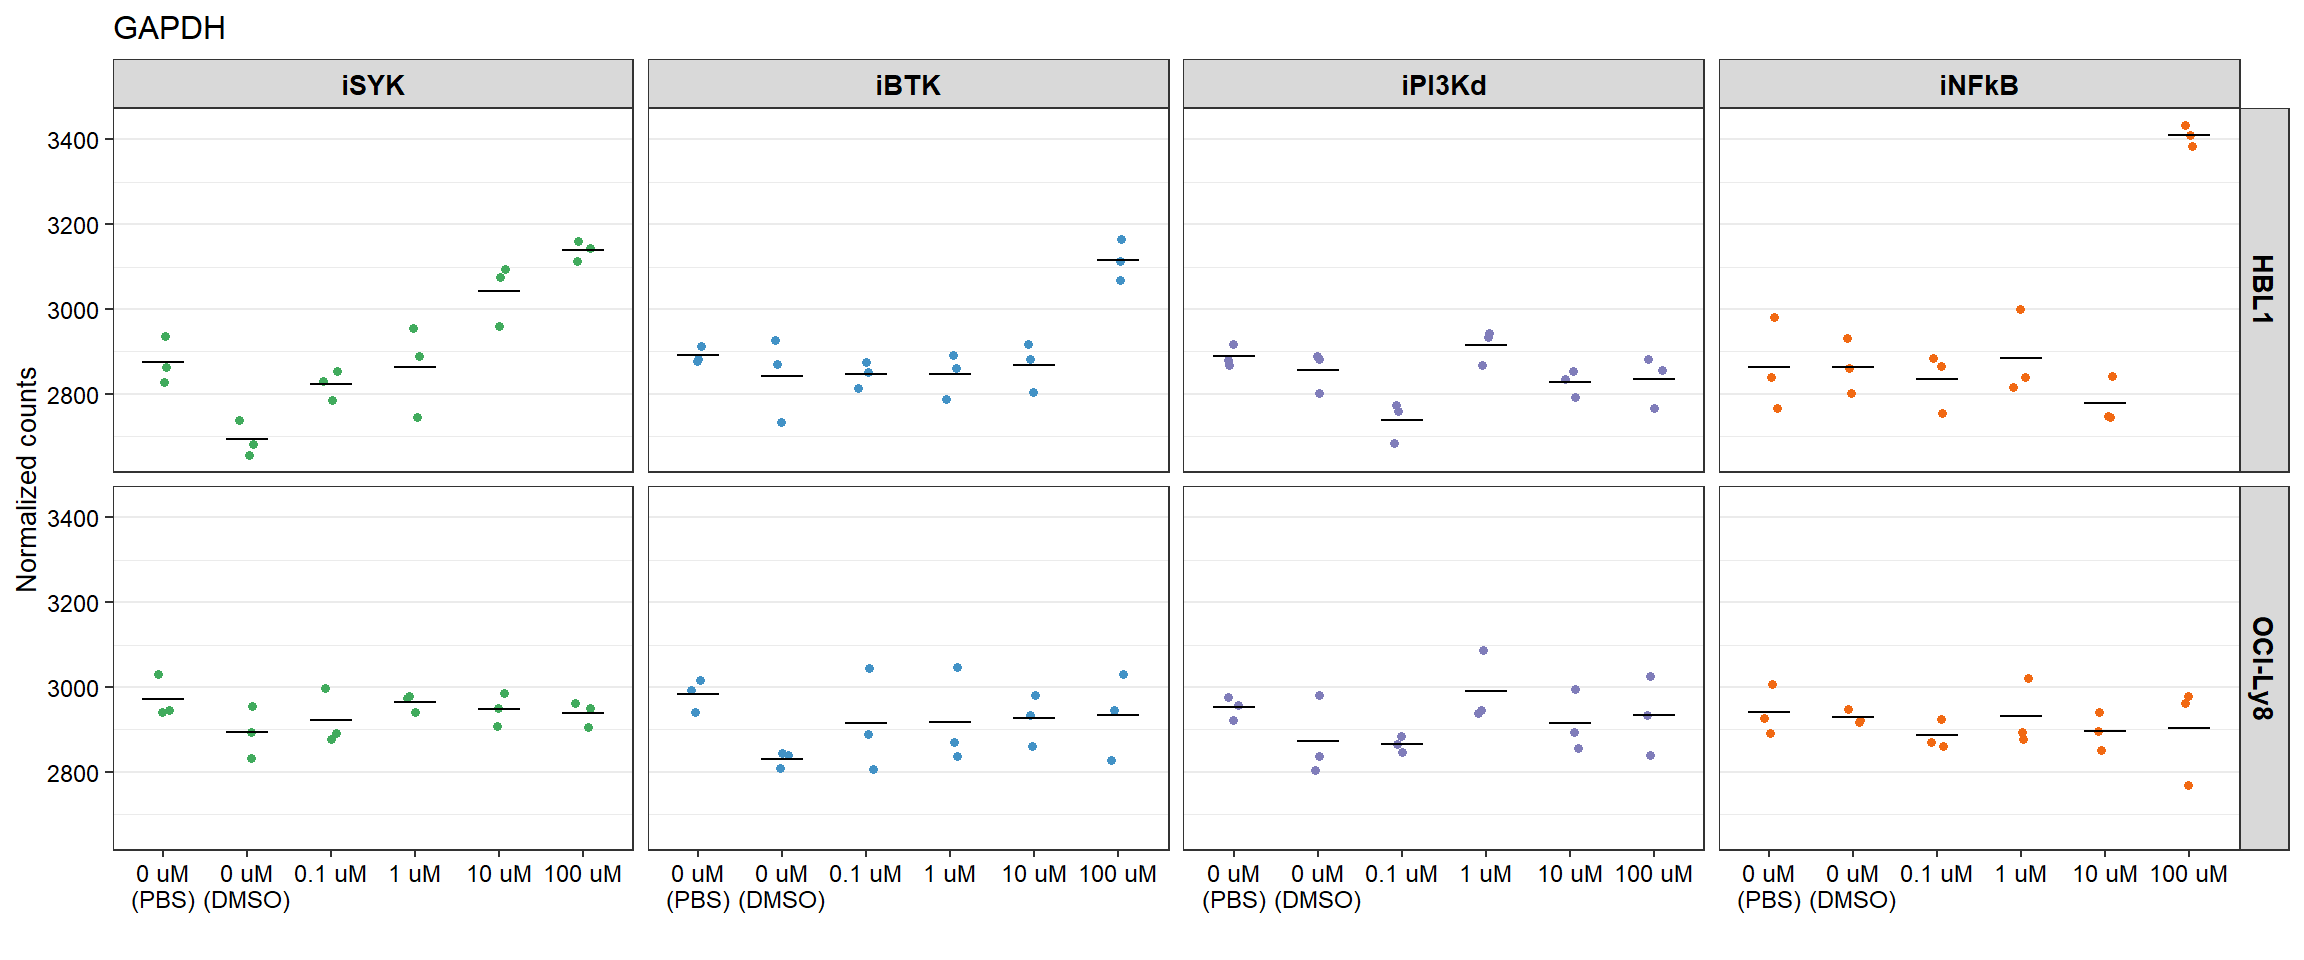 GAPDH
iSYK iBTK iPI3Kd iNFkB
Normalized counts
3400
3200
3000
2800
HBL1
3400
3200
3000
2800
OCI-Ly8
0 uM 0 uM 0.1 uM 1 uM 10 uM 100 uM 0 uM 0 uM 0.1 uM 1 uM 10 uM 100 uM 0 uM 0 uM 0.1 uM 1 uM 10 uM 100 uM 0 uM 0 uM 0.1 uM 1 uM 10 uM 100 uM
(PBS) (DMSO) (PBS) (DMSO) (PBS) (DMSO) (PBS) (DMSO)